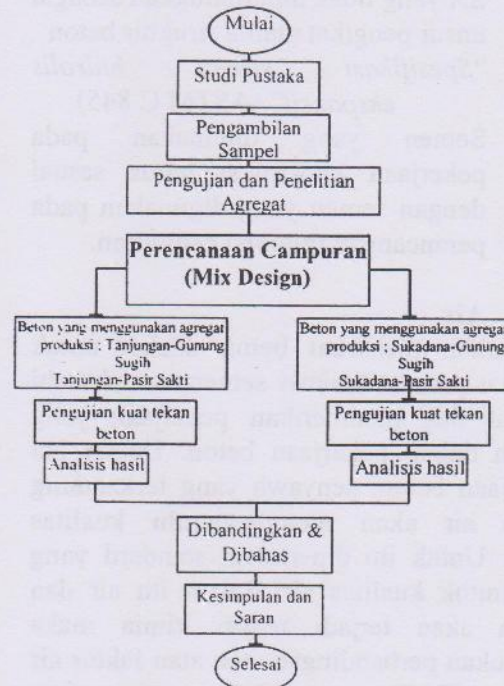 Mulai
Studi Pustaka
Pengambilan
Sampel
Pengujian dan Penelitian
Agregat
Perencanaan Campuran
(Mix Design)
Beton yang menggunakan agregat
produksi : Tanjungan-Gunung
Sugih
Tanjungan-Pasir Sakti
Beton yang menggunakan agregat
produksi : Sukadana-Gunung
Sugih
Sukadana-Pasir Sakti
Pengujian kuat tekan
beton
Pengujian kuat tekan
beton
Analisis hasil
Analisis hasil
Dibandingkan &
Dibahas
Kesimpulan dan
Saran
Selesai